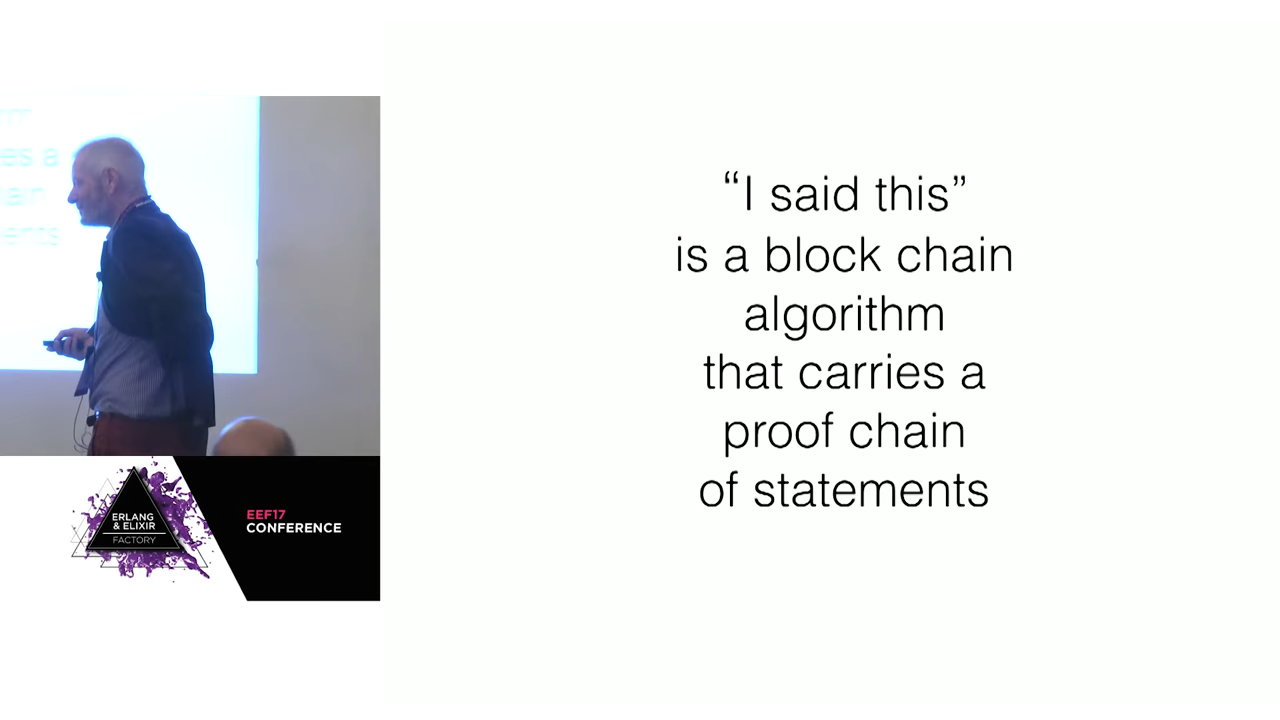 “I said this”
is a block chain
algorithm
that carries a
proof chain
of statements
ERLANG
& ELIXIR
FACTORY
EEF17
CONFERENCE